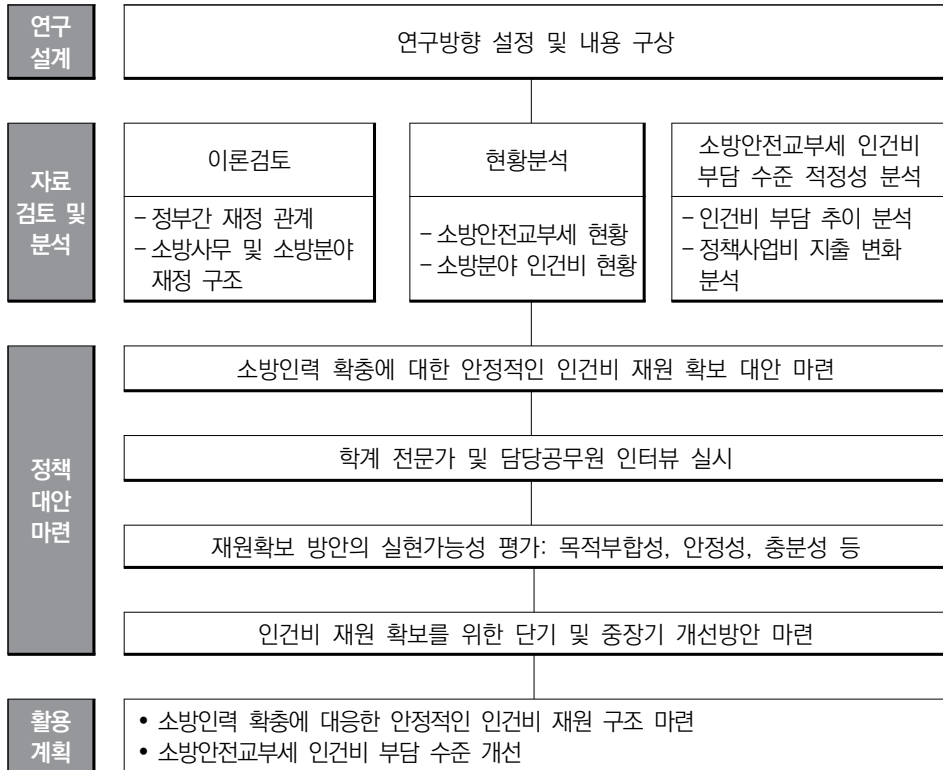 연구
설계
연구방향 설정 및 내용 구상
자료
검토 및
분석
이론검토
– 정부간 재정 관계
– 소방사무 및 소방분야
재정 구조
현황분석
– 소방안전교부세 현황
– 소방분야 인건비 현황
소방안전교부세 인건비
부담 수준 적정성 분석
– 인건비 부담 추이 분석
– 정책사업비 지출 변화
분석
정책
대안
마련
소방인력 확충에 대한 안정적인 인건비 재원 확보 대안 마련
학계 전문가 및 담당공무원 인터뷰 실시
재원확보 방안의 실현가능성 평가: 목적부합성, 안정성, 충분성 등
인건비 재원 확보를 위한 단기 및 중장기 개선방안 마련
활용
계획
• 소방인력 확충에 대응한 안정적인 인건비 재원 구조 마련
• 소방안전교부세 인건비 부담 수준 개선